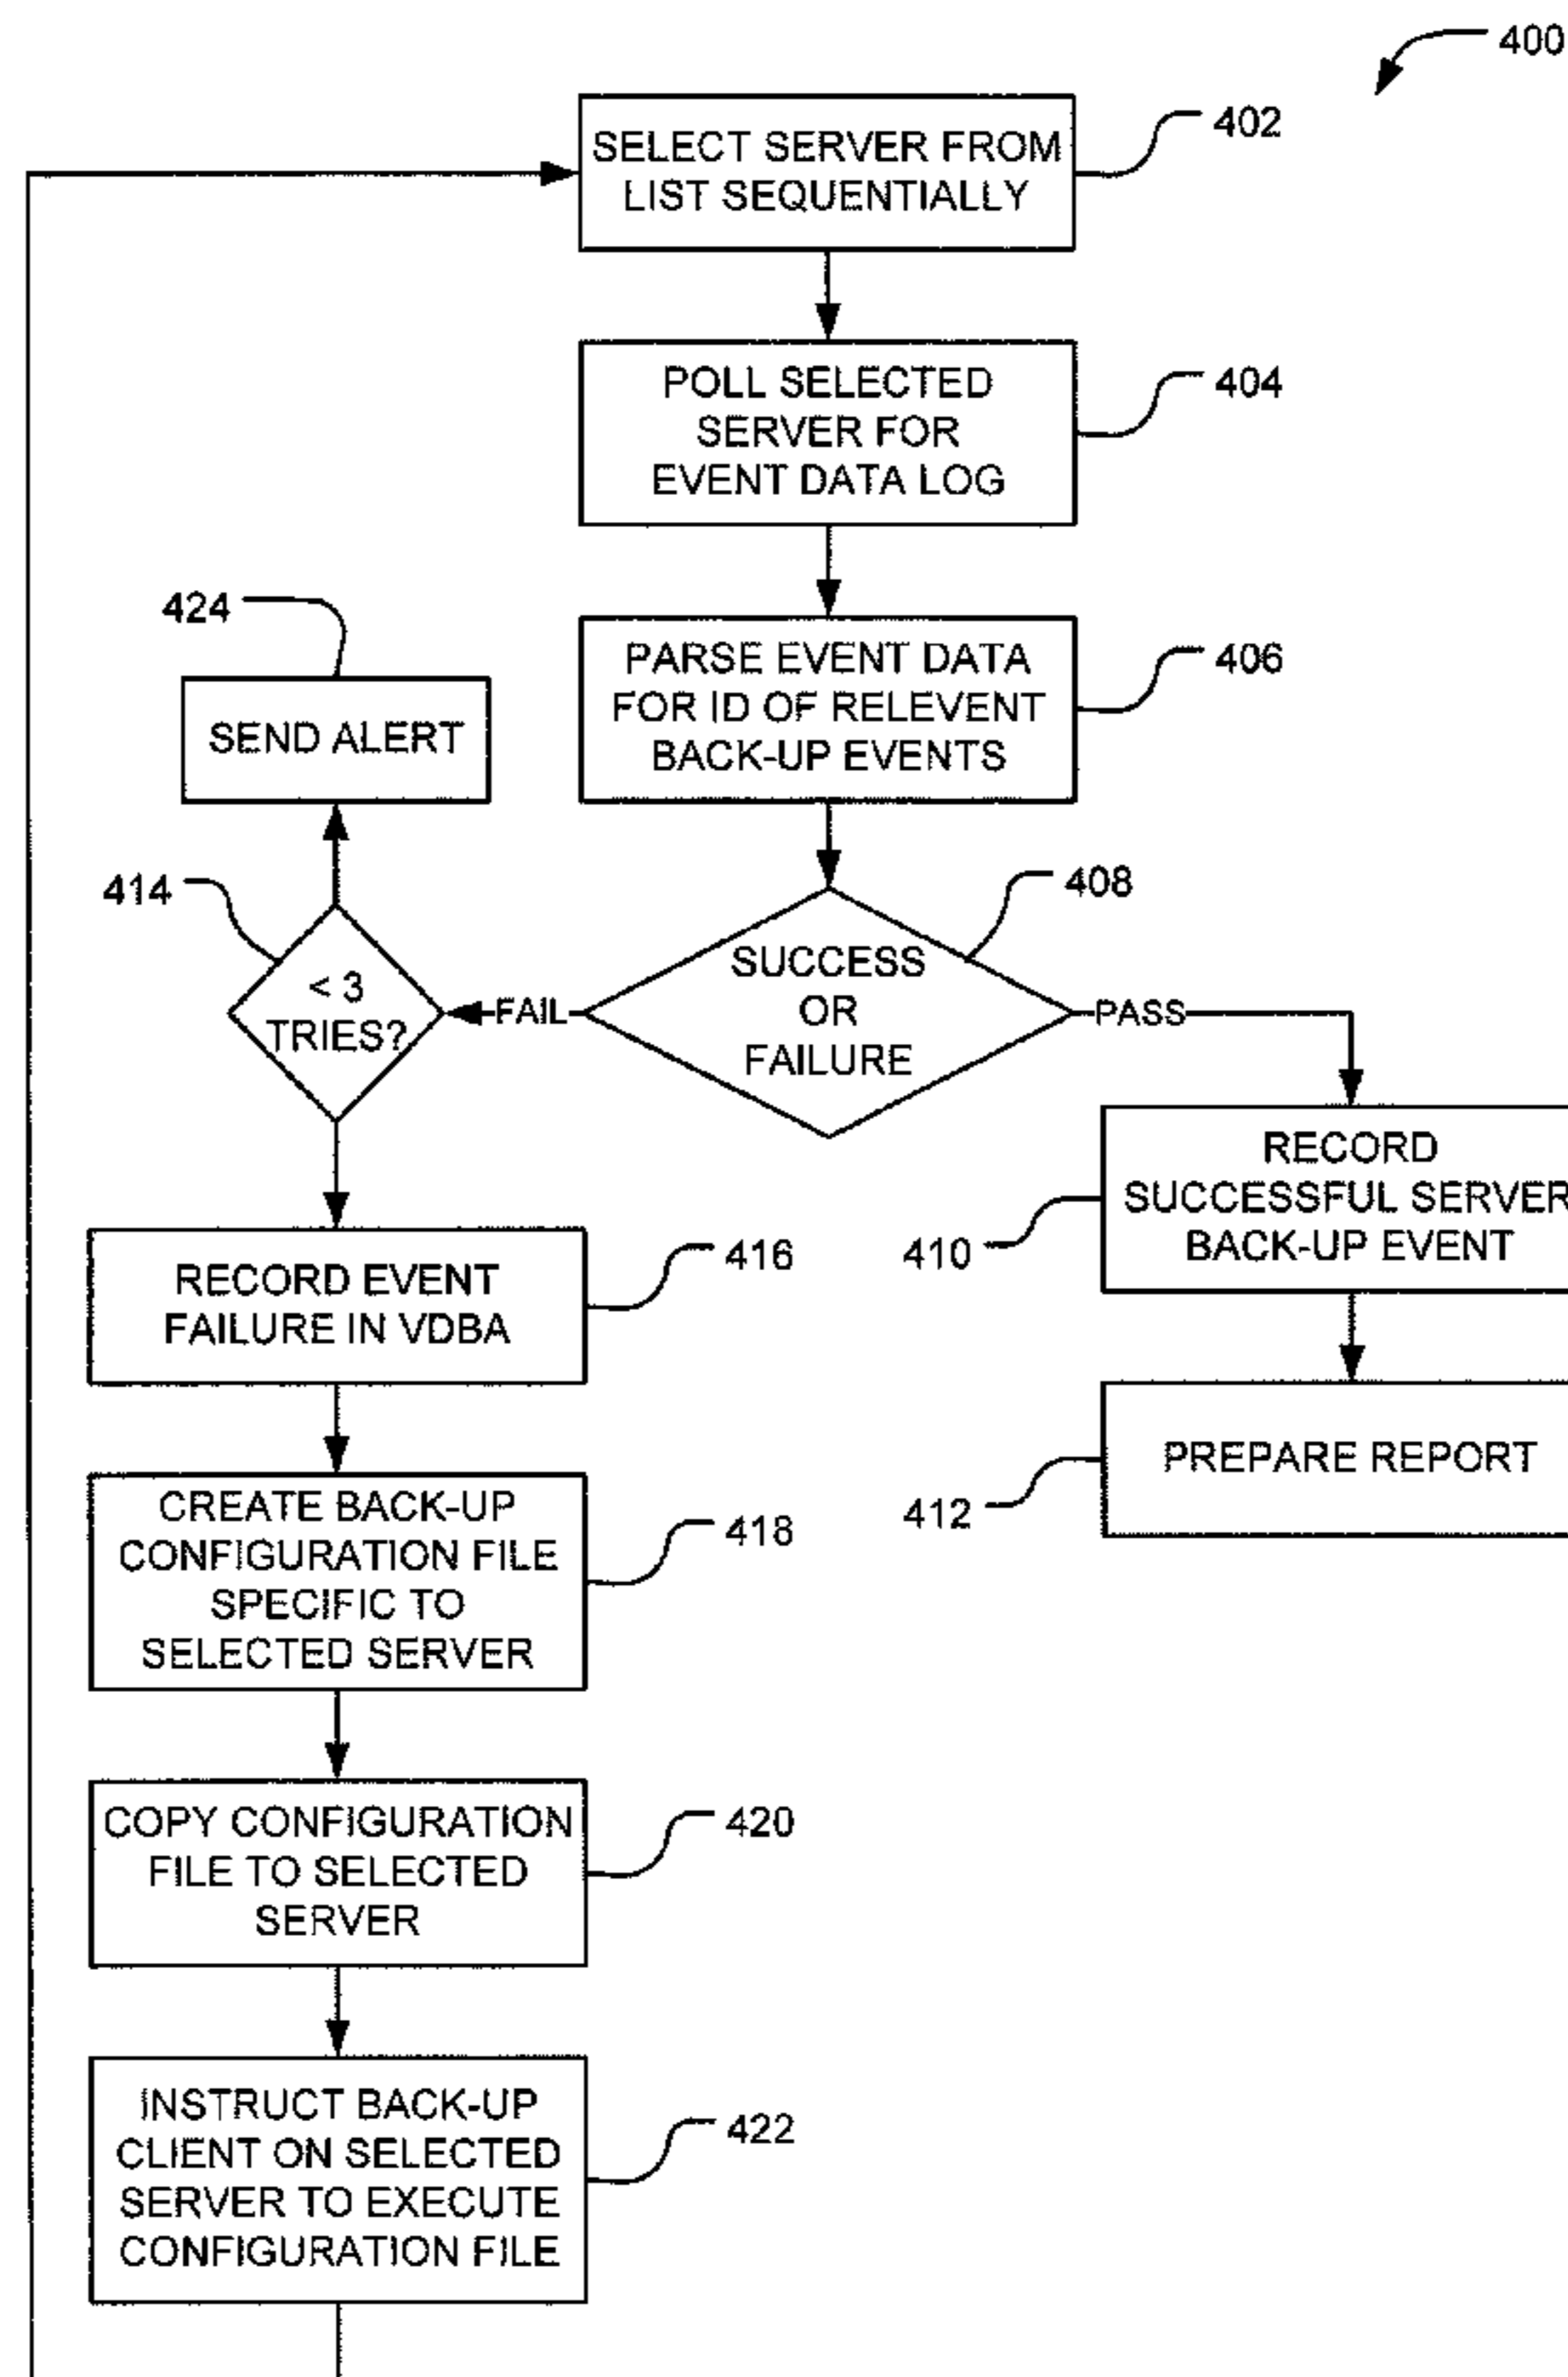 400
402
SELECT SERVER FROM
LIST SEQUENTIALLY
404
POLL SELECTED
SERVER FOR
EVENT DATA LOG
406
PARSE EVENT DATA
FOR ID OF RELEVENT
BACK-UP EVENTS
424
SEND ALERT
408
SUCCESS
OR
FAILURE
FAIL
PASS
414
< 3
TRIES?
RECORD
SUCCESSFUL SERVER
BACK-UP EVENT
410
416
RECORD EVENT
FAILURE IN VDBA
PREPARE REPORT
412
418
CREATE BACK-UP
CONFIGURATION FILE
SPECIFIC TO
SELECTED SERVER
420
COPY CONFIGURATION
FILE TO SELECTED
SERVER
422
INSTRUCT BACK-UP
CLIENT ON SELECTED
SERVER TO EXECUTE
CONFIGURATION FILE